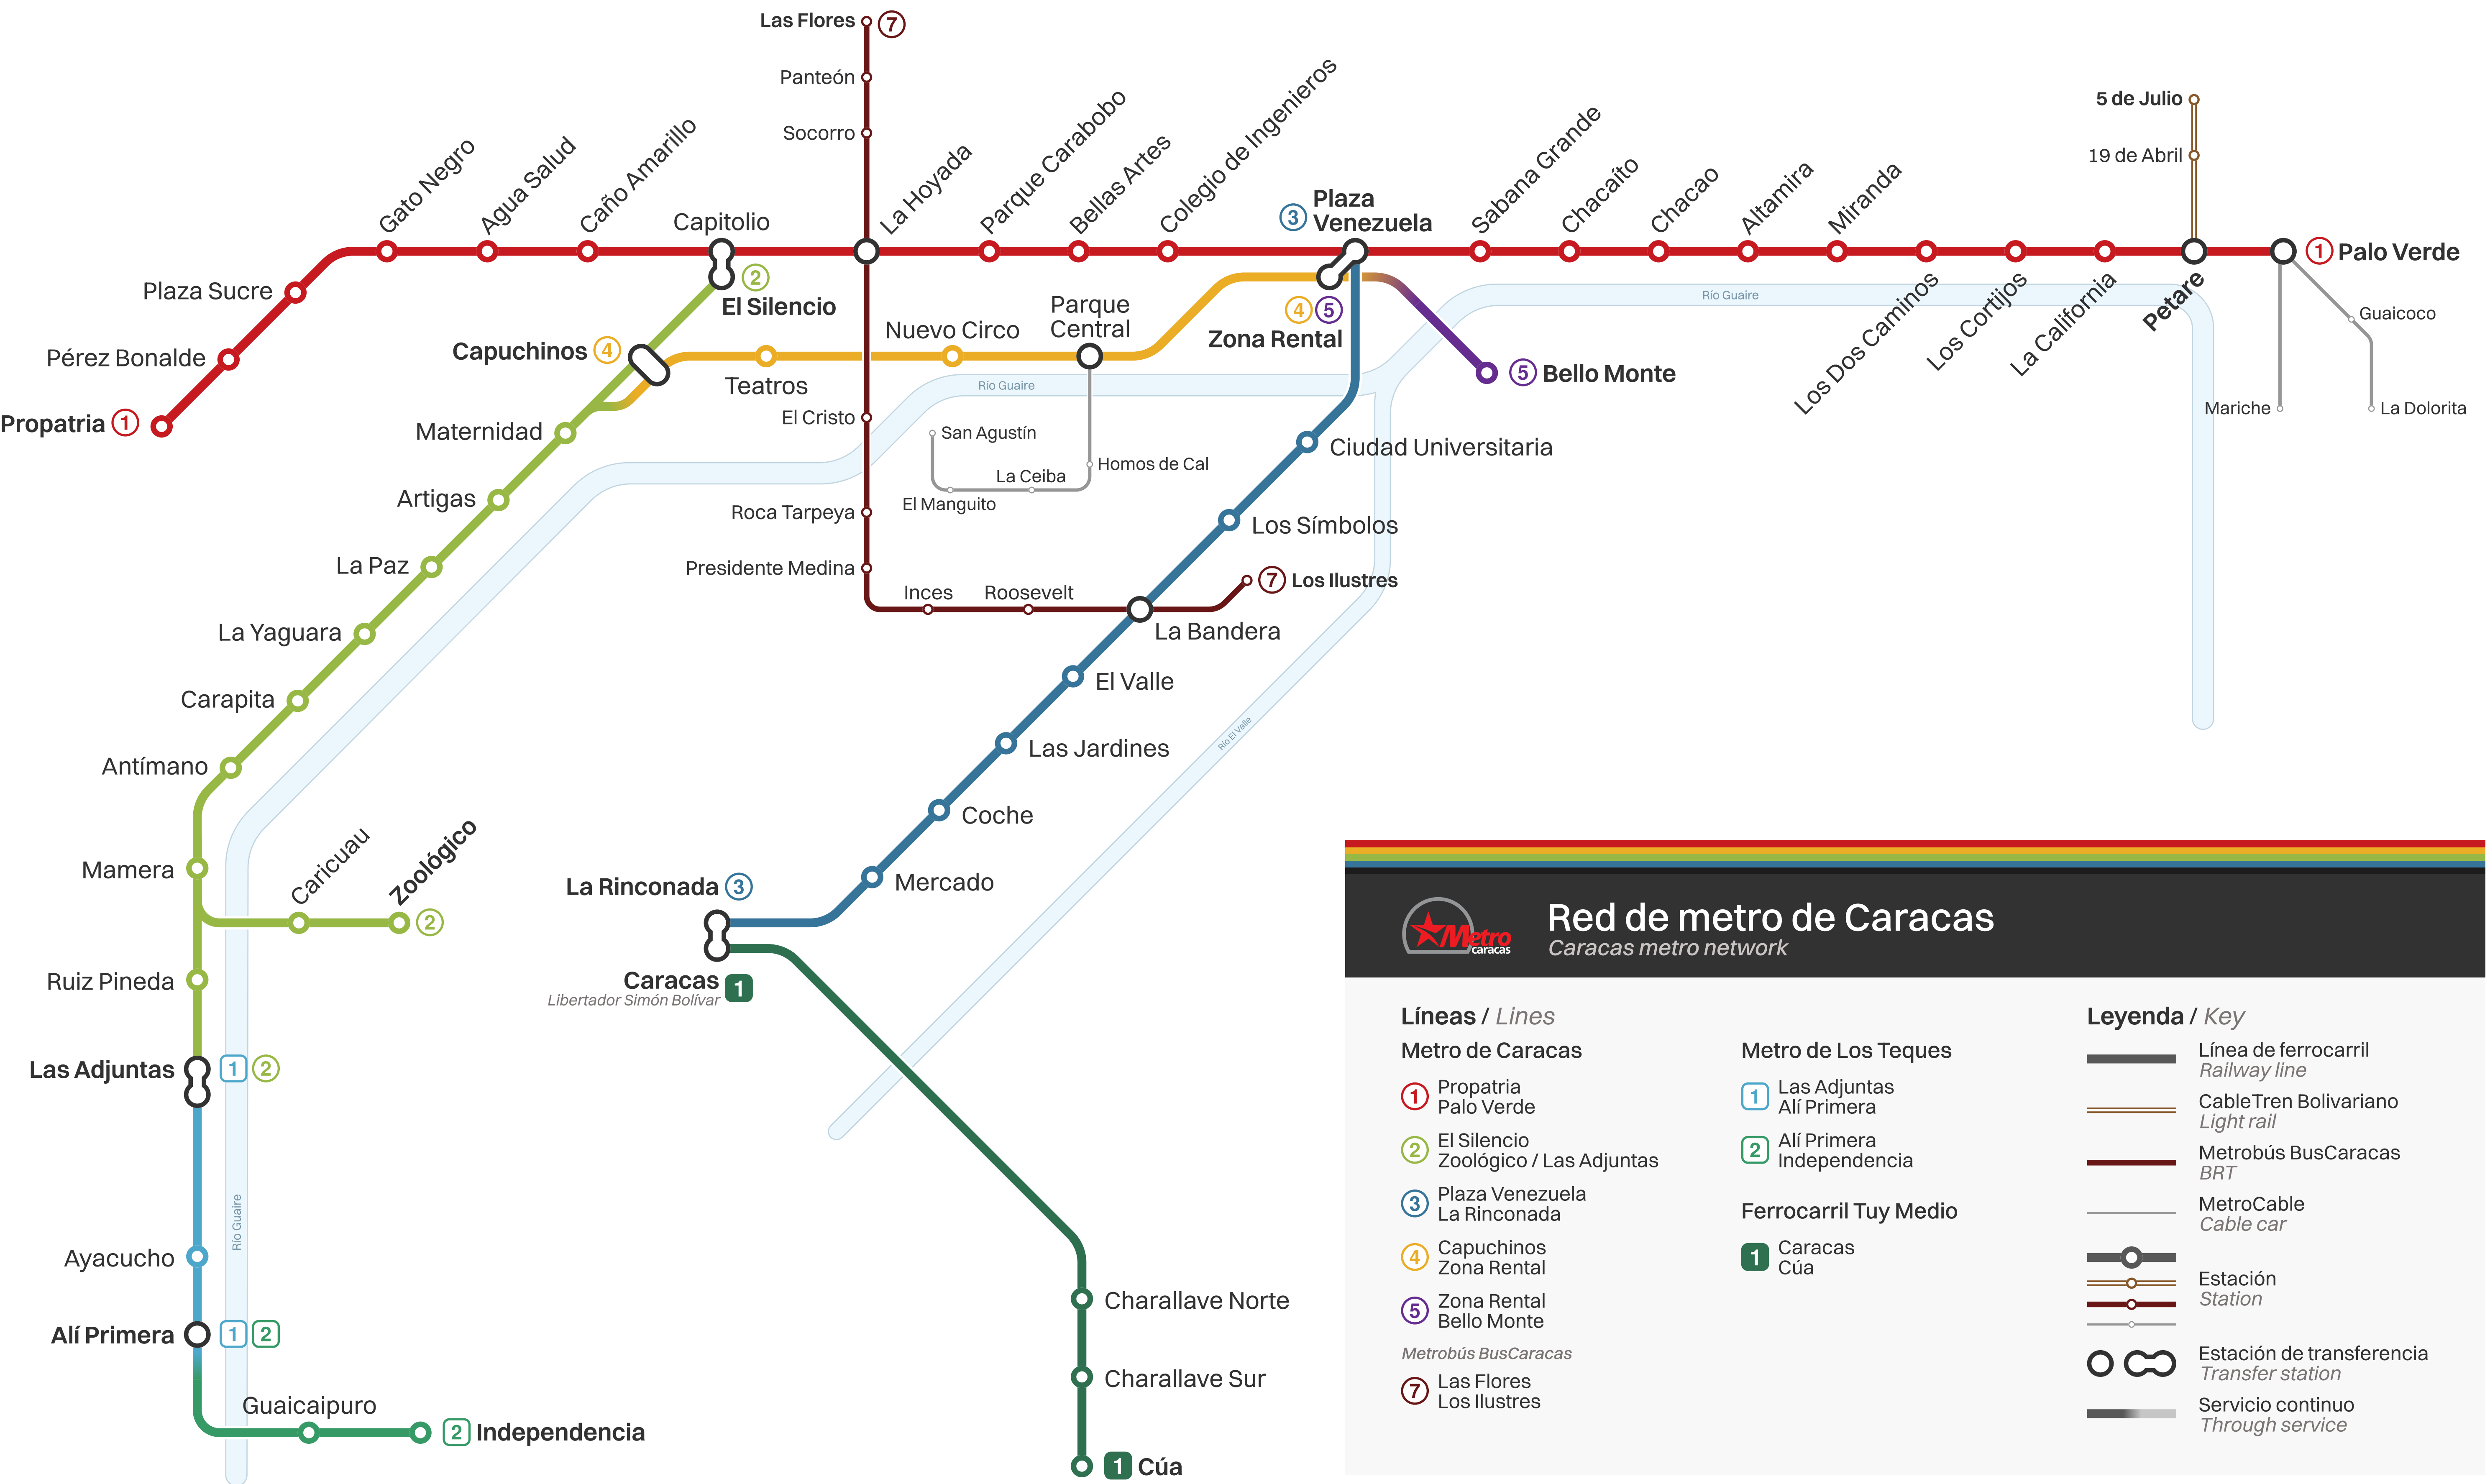 Las Flores 7
Panteón
Socorro
Gato Negro
Agua Salud
Caño Amarillo
Capitolio
2
El Silencio
La Hoyada
Parque Carabobo
Bellas Artes
Colegio de Ingenieros
3
Plaza
Venezuela
Sabana Grande
Chacaíto
Chacao
Altamira
Miranda
Los Dos Caminos
Los Cortijos
La California
Petare
5 de Julio
19 de Abril
1 Palo Verde
Guaicoco
Mariche
La Dolorita
Plaza Sucre
Pérez Bonalde
Propatria 1
Capuchinos 4
Teatros
Nuevo Circo
Parque
Central
4 5
Zona Rental
5 Bello Monte
Río Guaire
Río Guaire
El Cristo
San Agustín
La Ceiba
El Manguito
Homos de Cal
Roca Tarpeya
Presidente Medina
Inces
Roosevelt
7 Los Ilustres
La Bandera
Ciudad Universitaria
Los Símbolos
El Valle
Las Jardines
Coche
Mercado
Río El Valle
La Rinconada 3
Caracas 1
Libertador Simón Bolívar
Charallave Norte
Charallave Sur
1 Cúa
Maternidad
Artigas
La Paz
La Yaguara
Carapita
Antímano
Mamera
Caricuau
Zoológico
2
Ruiz Pineda
Las Adjuntas 1 2
Río Guaire
Ayacucho
Alí Primera 1 2
Guaicaipuro
2 Independencia
Metro
caracas
Red de metro de Caracas
Caracas metro network
Líneas / Lines
Metro de Caracas
1 Propatria
Palo Verde
2 El Silencio
Zoológico / Las Adjuntas
3 Plaza Venezuela
La Rinconada
4 Capuchinos
Zona Rental
5 Zona Rental
Bello Monte
Metrobús BusCaracas
7 Las Flores
Los Ilustres
Metro de Los Teques
1 Las Adjuntas
Alí Primera
2 Alí Primera
Independencia
Ferrocarril Tuy Medio
1 Caracas
Cúa
Leyenda / Key
Línea de ferrocarril
Railway line
CableTren Bolivariano
Light rail
Metrobús BusCaracas
BRT
MetroCable
Cable car
Estación
Station
Estación de transferencia
Transfer station
Servicio continuo
Through service